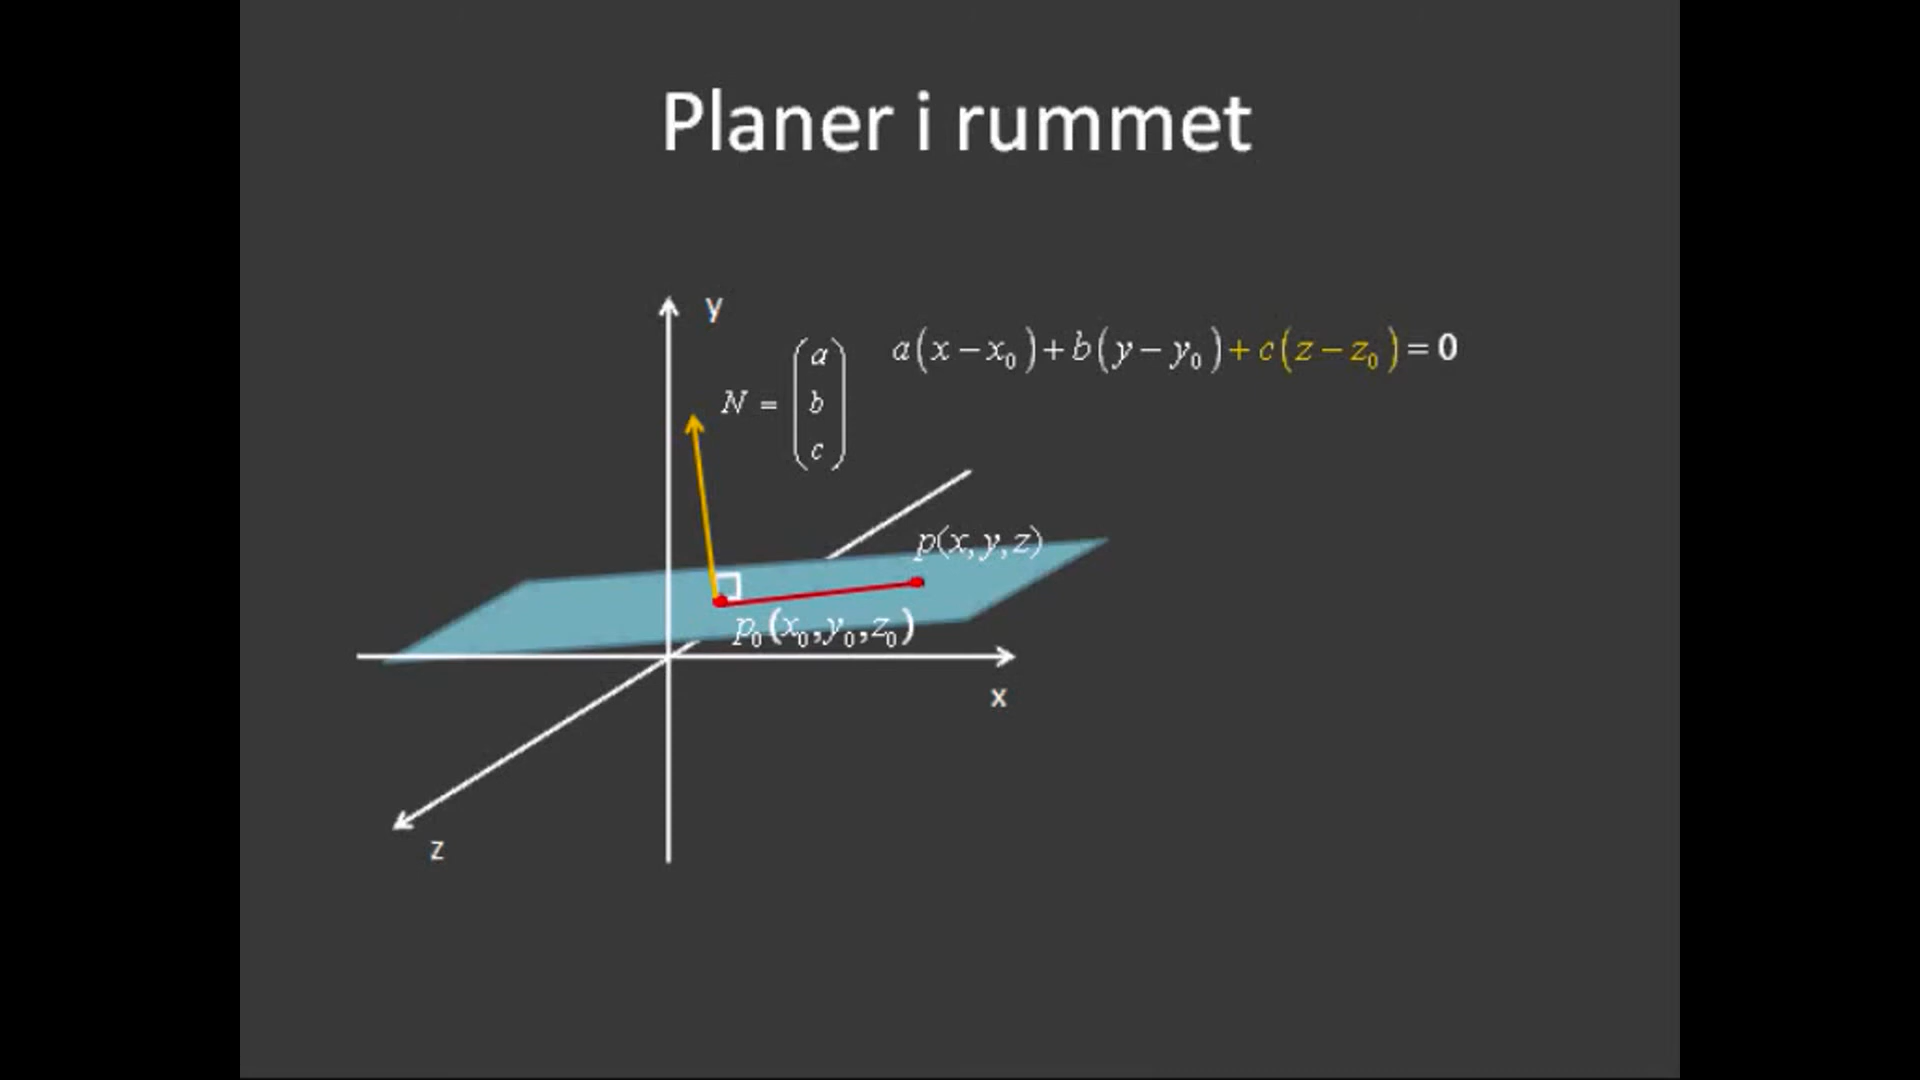 Planer i rummet
y
a(x − x₀) + b(y − y₀) + c(z − z₀) = 0
N = (a
b
c)
p(x, y, z)
p₀(x₀, y₀, z₀)
x
z